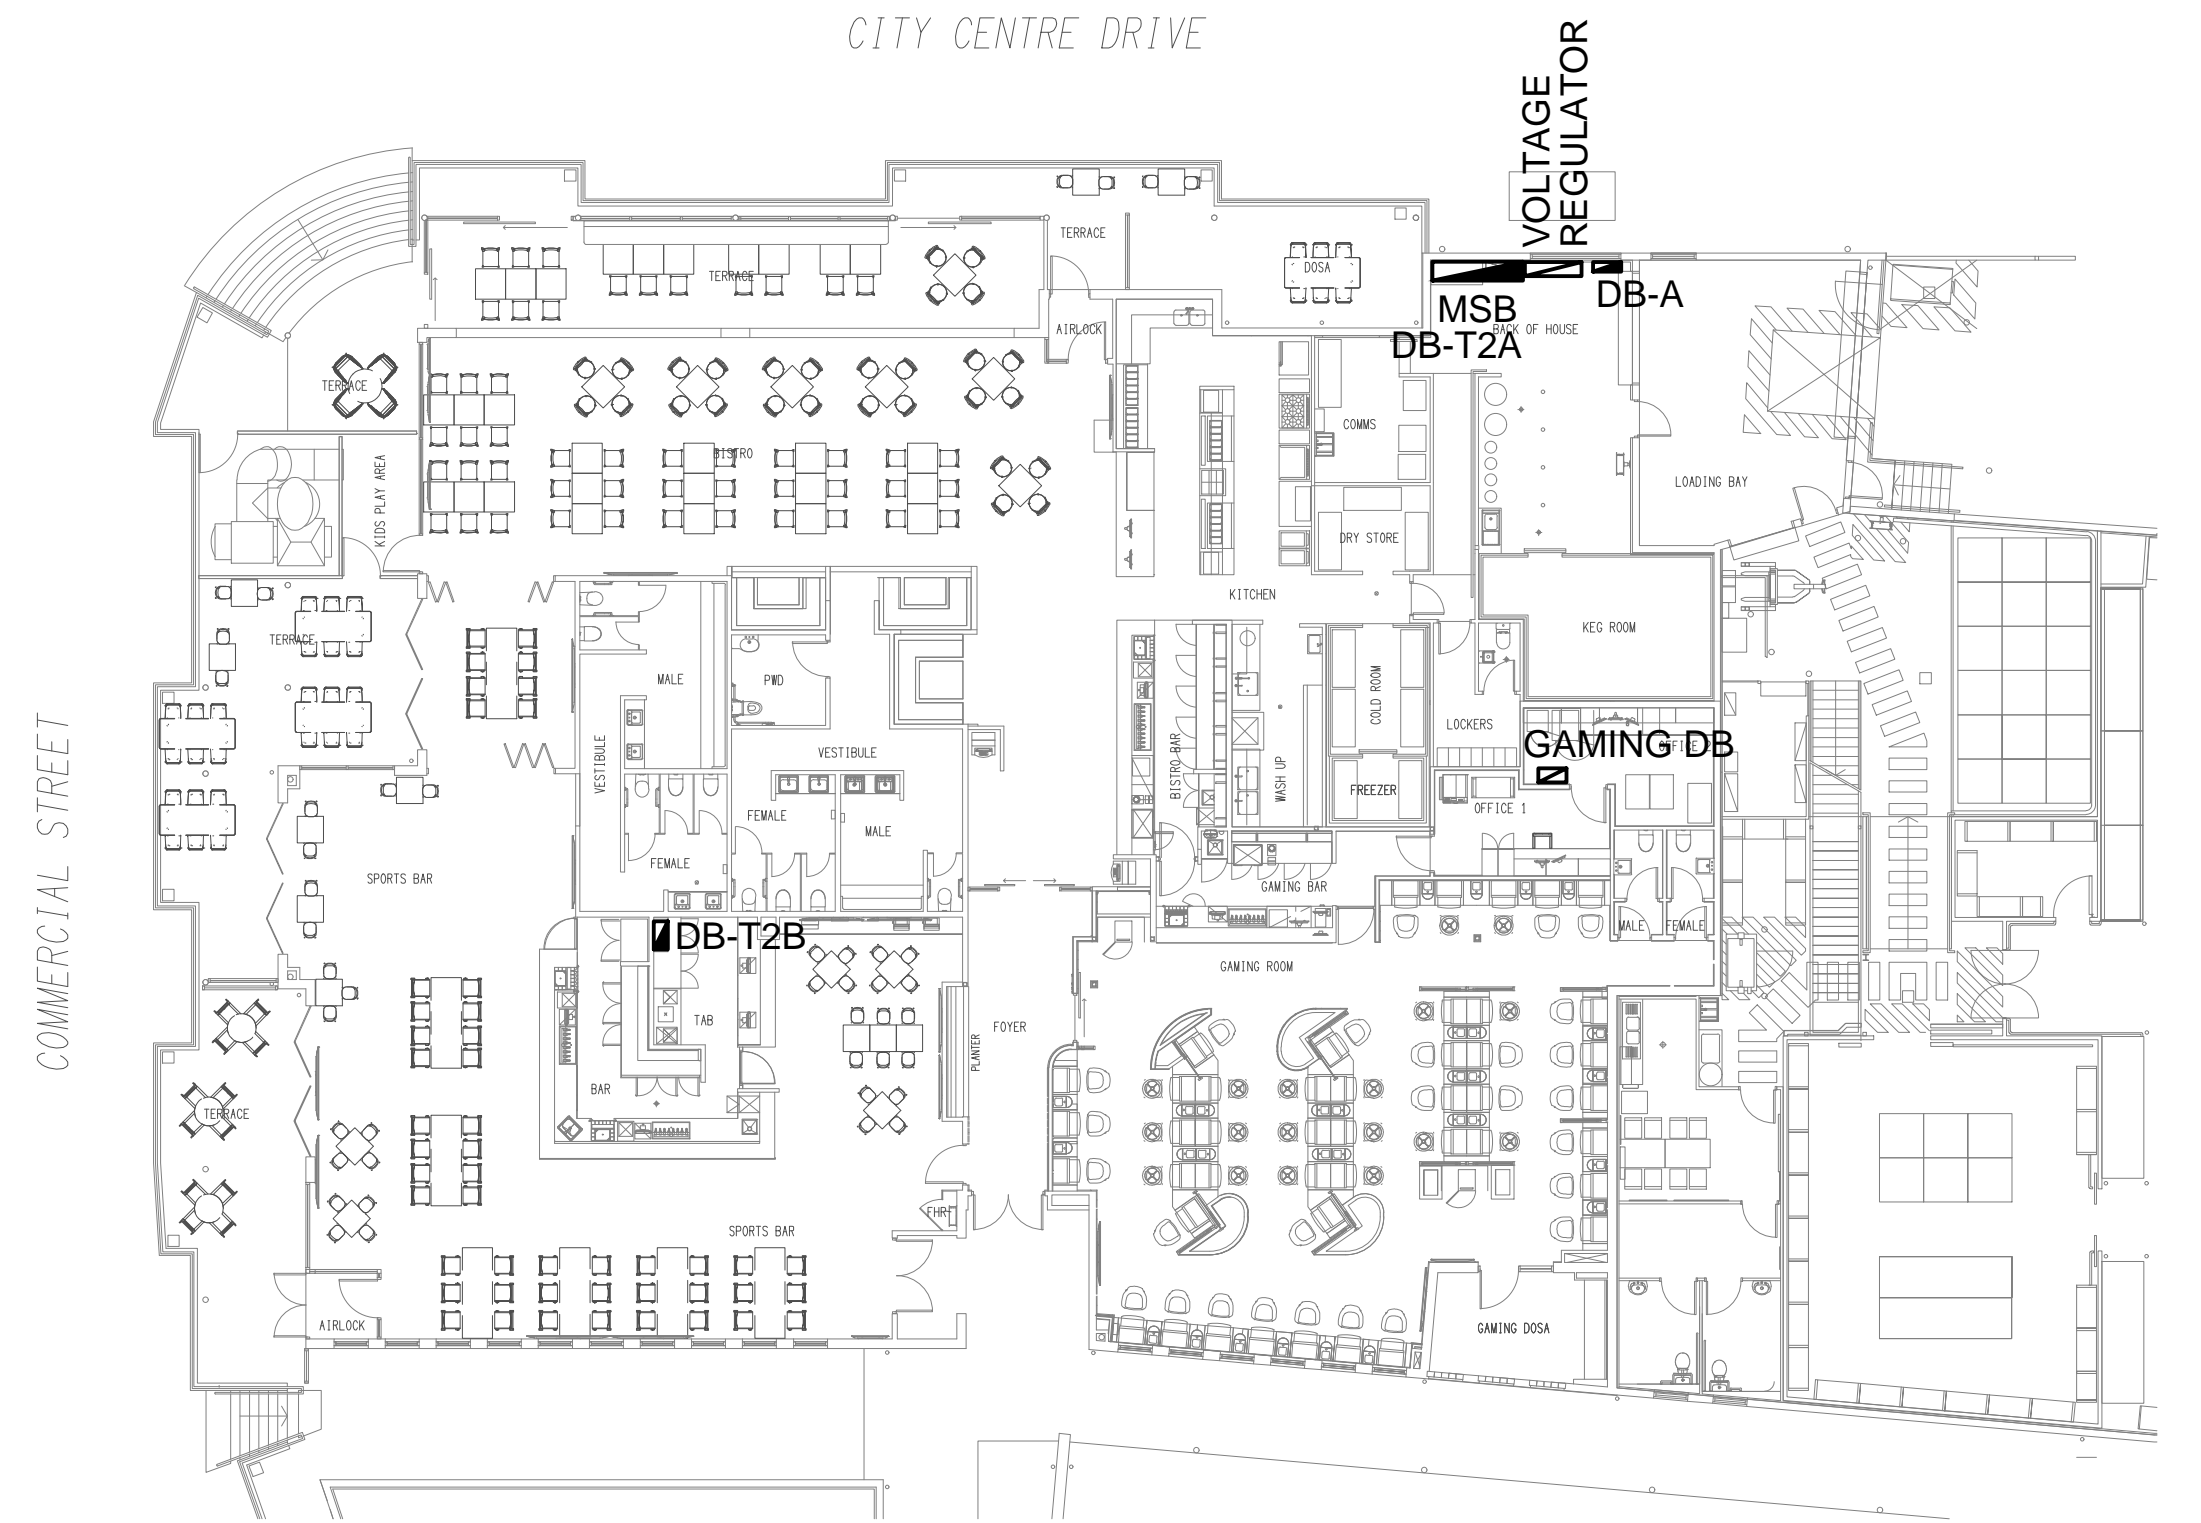 CITY CENTRE DRIVE
VOLTAGE
REGULATOR
TERRACE
TERRACE
DOSA
MSB
DB-A
AIRLOCK
BACK OF HOUSE
DB-T2A
TERRACE
COMMS
BISTRO
KIDS PLAY AREA
LOADING BAY
DRY STORE
KITCHEN
KEG ROOM
TERRACE
MALE
PWD
COLD ROOM
LOCKERS
COMMERCIAL STREET
VESTIBULE
VESTIBULE
BISTRO BAR
WASH UP
GAMING DB
OFFICE 2
FREEZER
OFFICE 1
FEMALE
MALE
FEMALE
SPORTS BAR
GAMING BAR
MALE
FEMALE
DB-T2B
GAMING ROOM
TAB
FOYER
PLANTER
BAR
TERRACE
FHR
SPORTS BAR
AIRLOCK
GAMING DOSA